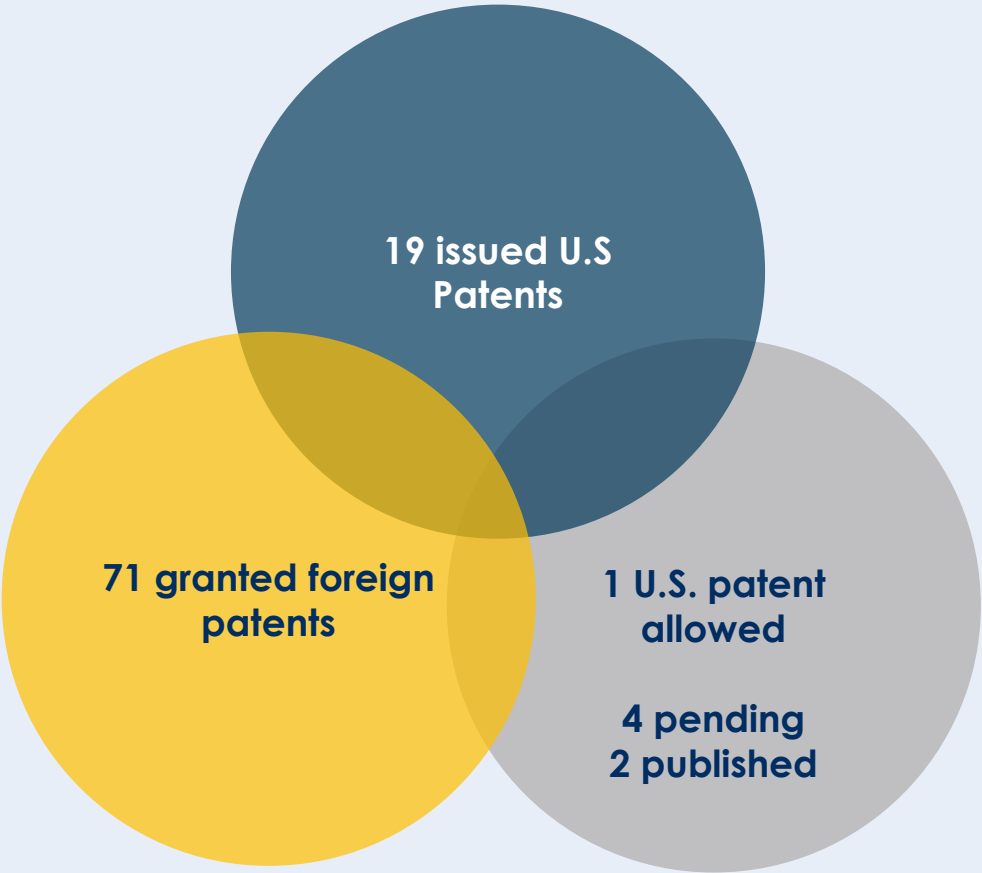 19 issued U.S
Patents
71 granted foreign
patents
1 U.S. patent
allowed
4 pending
2 published